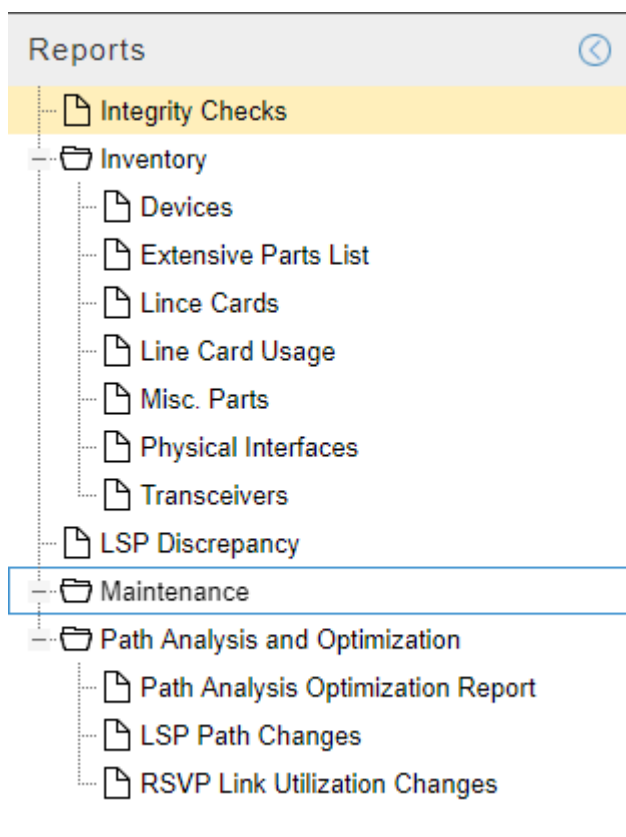 Reports
Integrity Checks
Inventory
Devices
Extensive Parts List
Lince Cards
Line Card Usage
Misc. Parts
Physical Interfaces
Transceivers
LSP Discrepancy
Maintenance
Path Analysis and Optimization
Path Analysis Optimization Report
LSP Path Changes
RSVP Link Utilization Changes